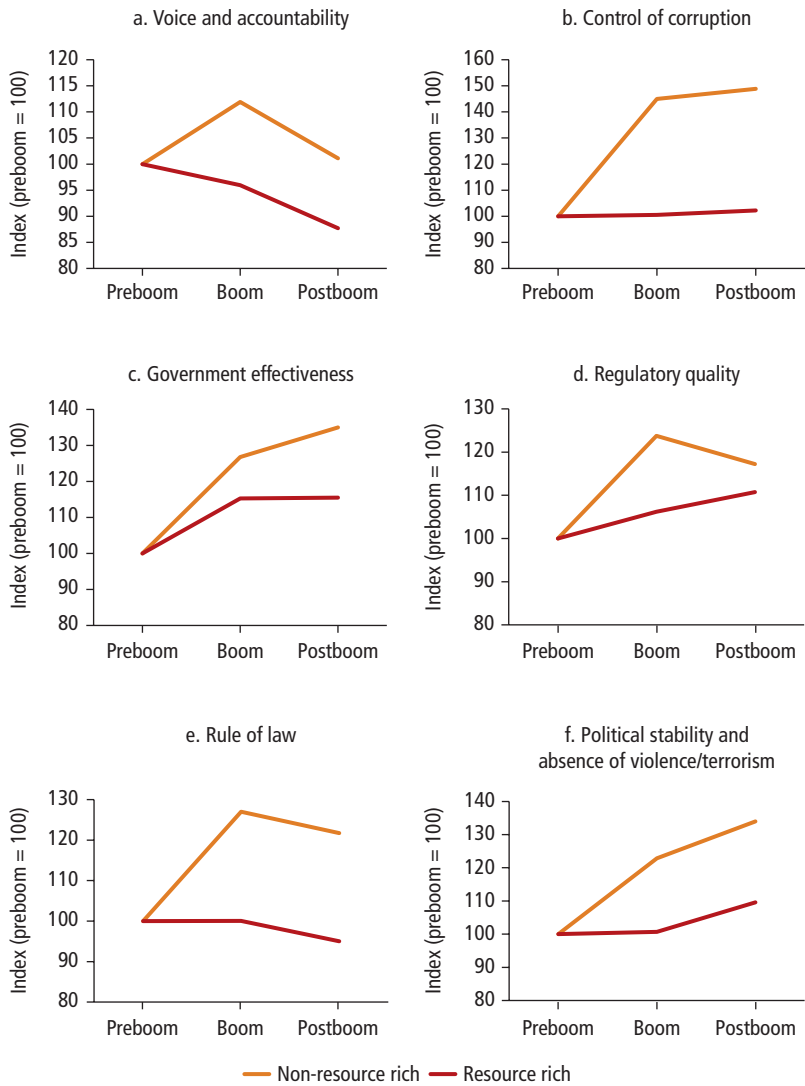 a. Voice and accountability
Index (preboom = 100)
120
115
110
105
100
95
90
85
80
Preboom Boom Postboom
b. Control of corruption
Index (preboom = 100)
160
150
140
130
120
110
100
90
80
Preboom Boom Postboom
c. Government effectiveness
Index (preboom = 100)
140
130
120
110
100
90
80
Preboom Boom Postboom
d. Regulatory quality
Index (preboom = 100)
130
120
110
100
90
80
Preboom Boom Postboom
e. Rule of law
Index (preboom = 100)
130
120
110
100
90
80
Preboom Boom Postboom
f. Political stability and
absence of violence/terrorism
Index (preboom = 100)
140
130
120
110
100
90
80
Preboom Boom Postboom
Non-resource rich Resource rich